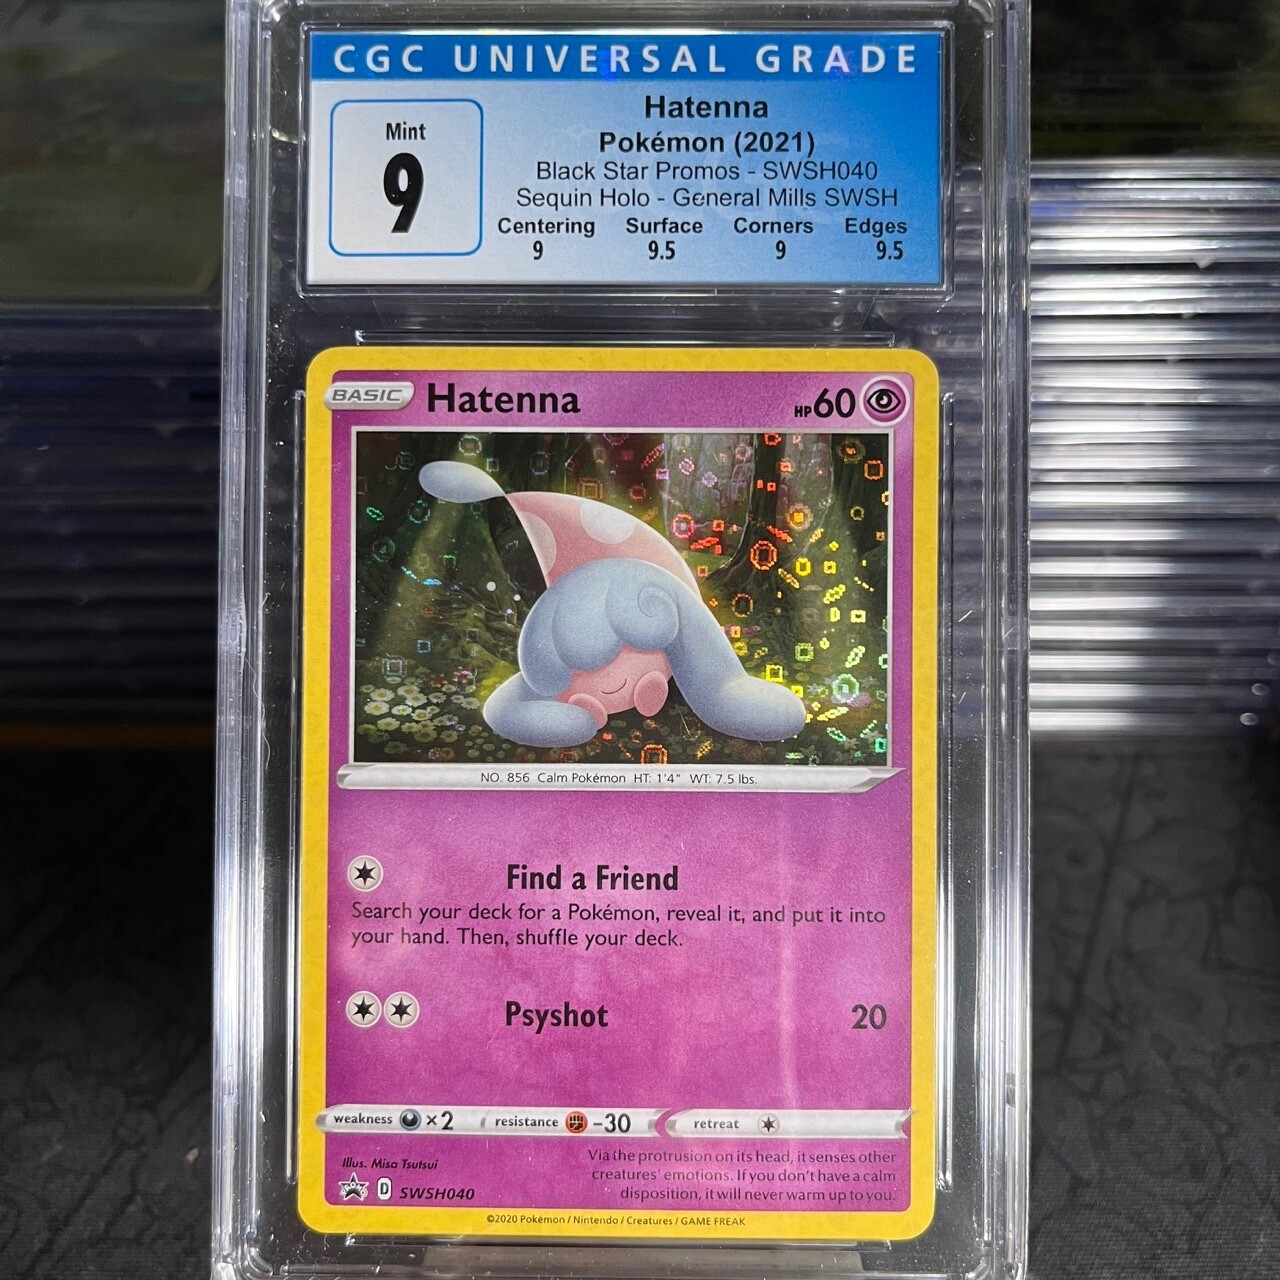 CGC UNIVERSAL GRADE
Mint
9
Hatenna
Pokémon (2021)
Black Star Promos - SWSH040
Sequin Holo - General Mills SWSH
Centering Surface Corners Edges
9 9.5 9 9.5
BASIC Hatenna HP60
NO. 856 Calm Pokémon HT: 1'4" WT: 7.5 lbs.
Find a Friend
Search your deck for a Pokémon, reveal it, and put it into
your hand. Then, shuffle your deck.
Psyshot 20
weakness ×2 resistance -30 retreat
Illus. Misa Tsutsui
PROMO D SWSH040
Via the protrusion on its head, it senses other
creatures' emotions. If you don't have a calm
disposition, it will never warm up to you.
©2020 Pokémon / Nintendo / Creatures / GAME FREAK